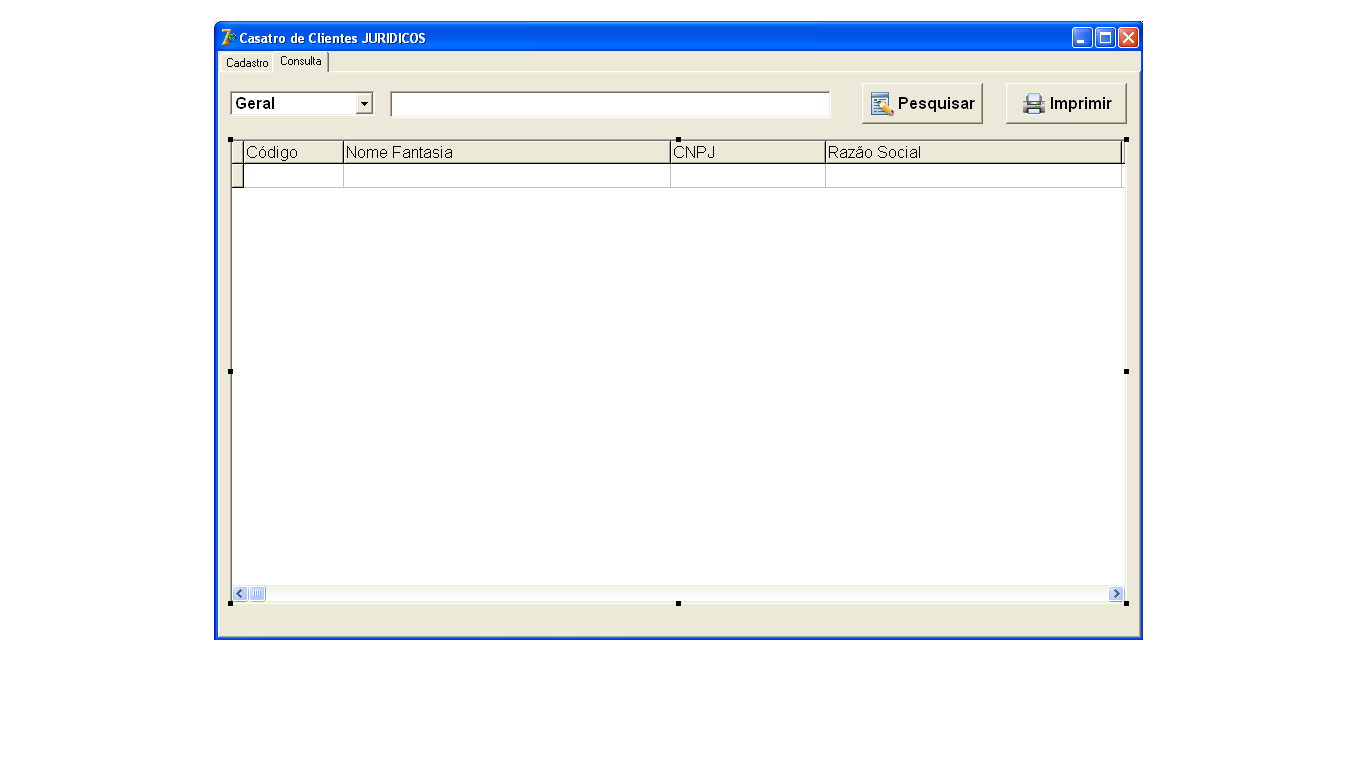 Casatro de Clientes JURIDICOS
Cadastro Consulta
Geral Pesquisar Imprimir
Código Nome Fantasia CNPJ Razão Social